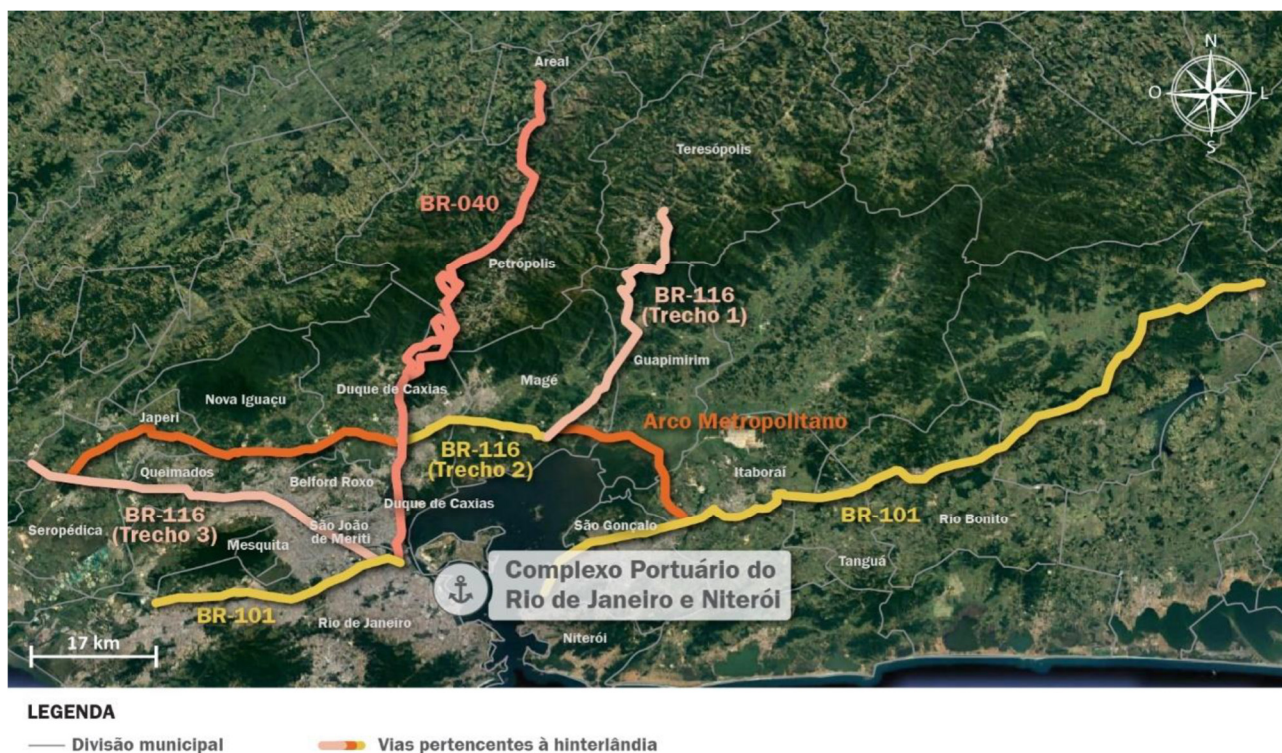 Areal
N
O
L
S
Teresópolis
BR-040
Petrópolis
BR-116
(Trecho 1)
Guapimirim
Duque de Caxias
Magé
Nova Iguaçu
Japeri
Arco Metropolitano
BR-116
(Trecho 2)
Queimados
Belford Roxo
Itaboraí
Duque de Caxias
BR-116
(Trecho 3)
São João
de Meriti
São Gonçalo
BR-101
Rio Bonito
Seropédica
Mesquita
Tanguá
Complexo Portuário do
Rio de Janeiro e Niterói
BR-101
Rio de Janeiro
Niterói
17 km
LEGENDA
Divisão municipal
Vias pertencentes à hinterlândia